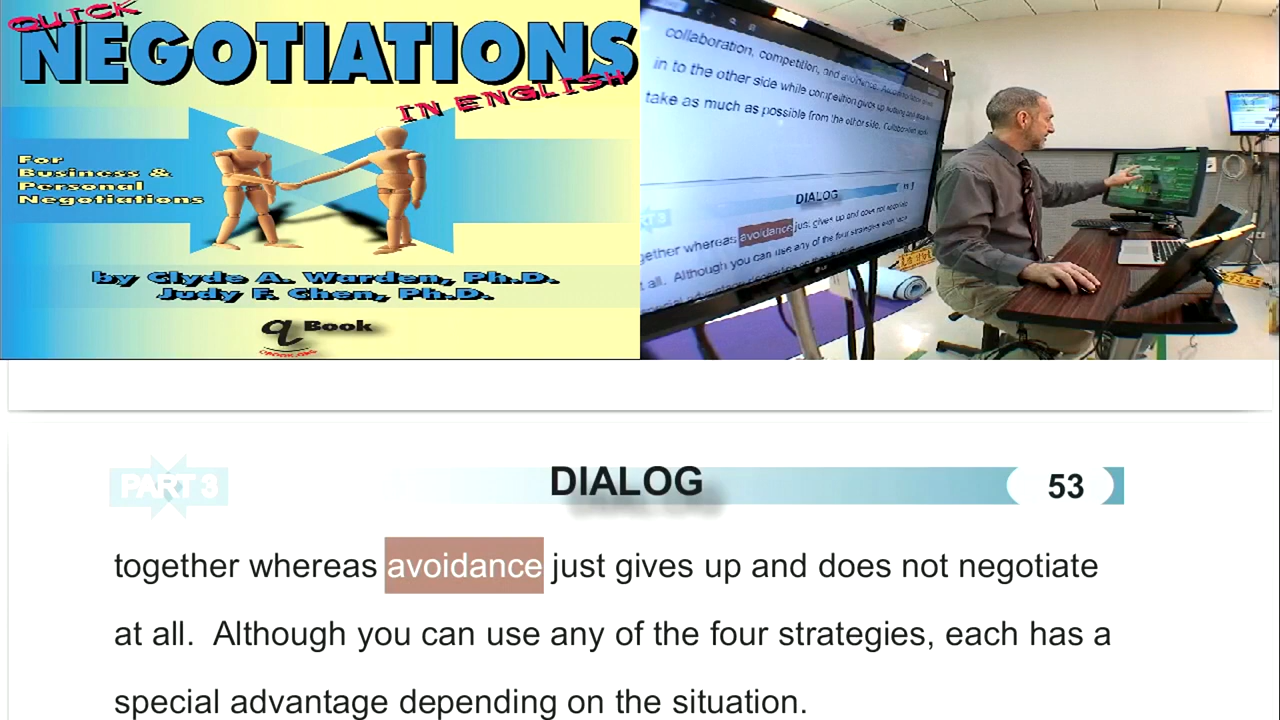 QUICK
NEGOTIATIONS
IN ENGLISH
For
Business &
Personal
Negotiations
by Clyde A. Warden, Ph.D.
Judy F. Chen, Ph.D.
q Book
QBOOK.ORG
collaboration, competition, and avoidance.
in to the other side while competition gives up nothing
take as much as possible from the other side.
DIALOG
together whereas avoidance just gives up and does not negotiate
at all. Although you can use any of the four strategies each
LG
PART 3
DIALOG
53
together whereas avoidance just gives up and does not negotiate
at all. Although you can use any of the four strategies, each has a
special advantage depending on the situation.